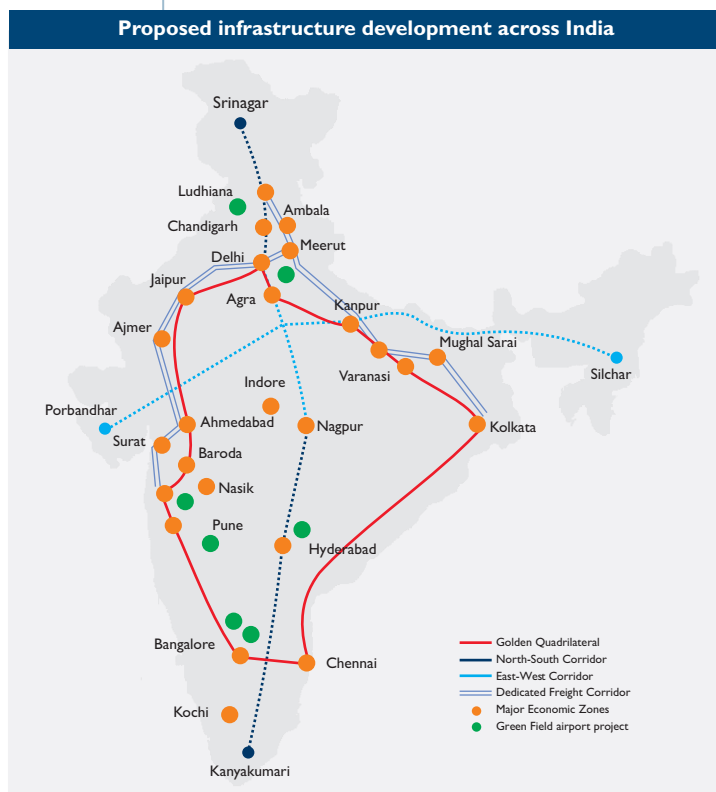 Proposed infrastructure development across India
Srinagar
Ludhiana
Ambala
Chandigarh
Meerut
Delhi
Jaipur
Agra
Kanpur
Ajmer
Mughal Sarai
Varanasi
Silchar
Indore
Porbandhar
Ahmedabad
Nagpur
Kolkata
Surat
Baroda
Nasik
Pune
Hyderabad
Bangalore
Chennai
Kochi
Kanyakumari
Golden Quadrilateral
North-South Corridor
East-West Corridor
Dedicated Freight Corridor
Major Economic Zones
Green Field airport project